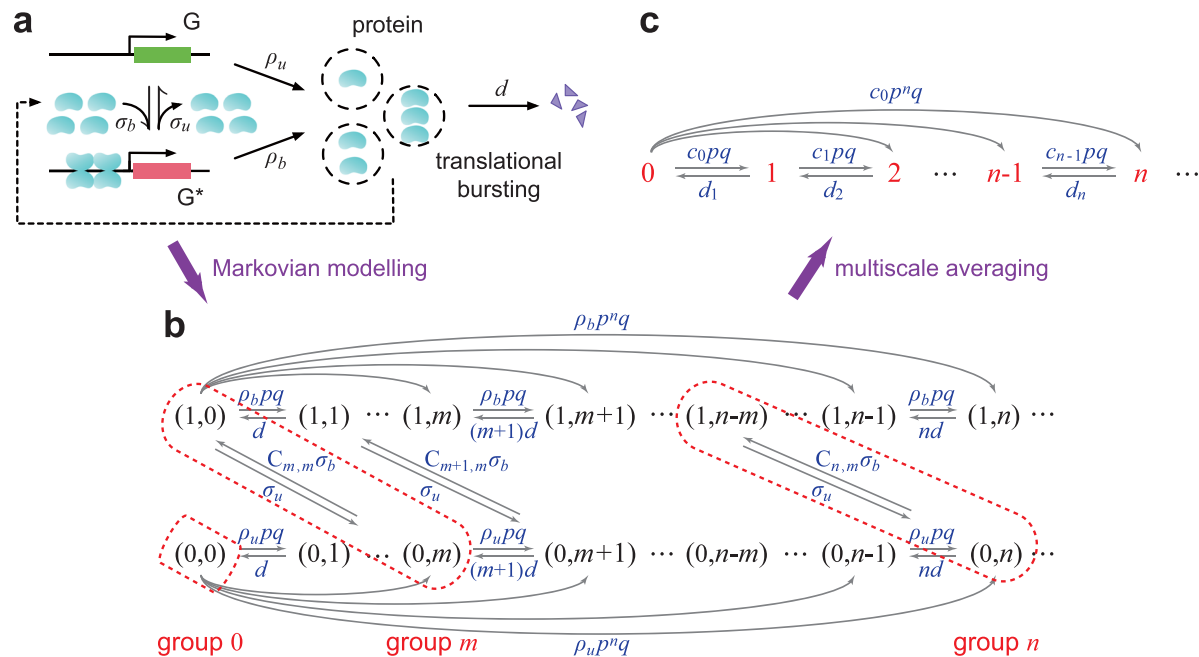 a
G
protein
ρu
σb
σu
d
ρb
G*
translational
bursting
c
c0pⁿq
c0pq
c1pq
cn-1pq
0 1 2 ··· n-1 n ···
d1
d2
dn
Markovian modelling
multiscale averaging
b
ρbpⁿq
ρbpq
ρbpq
ρbpq
(1,0) (1,1) ··· (1,m) (1,m+1) ··· (1,n-m) ··· (1,n-1) (1,n) ···
d
(m+1)d
nd
Cm,mσb
Cm+1,mσb
Cn,mσb
σu
σu
σu
ρupq
ρupq
ρupq
(0,0) (0,1) ··· (0,m) (0,m+1) ··· (0,n-m) ··· (0,n-1) (0,n) ···
d
(m+1)d
nd
group 0
group m
ρupⁿq
group n